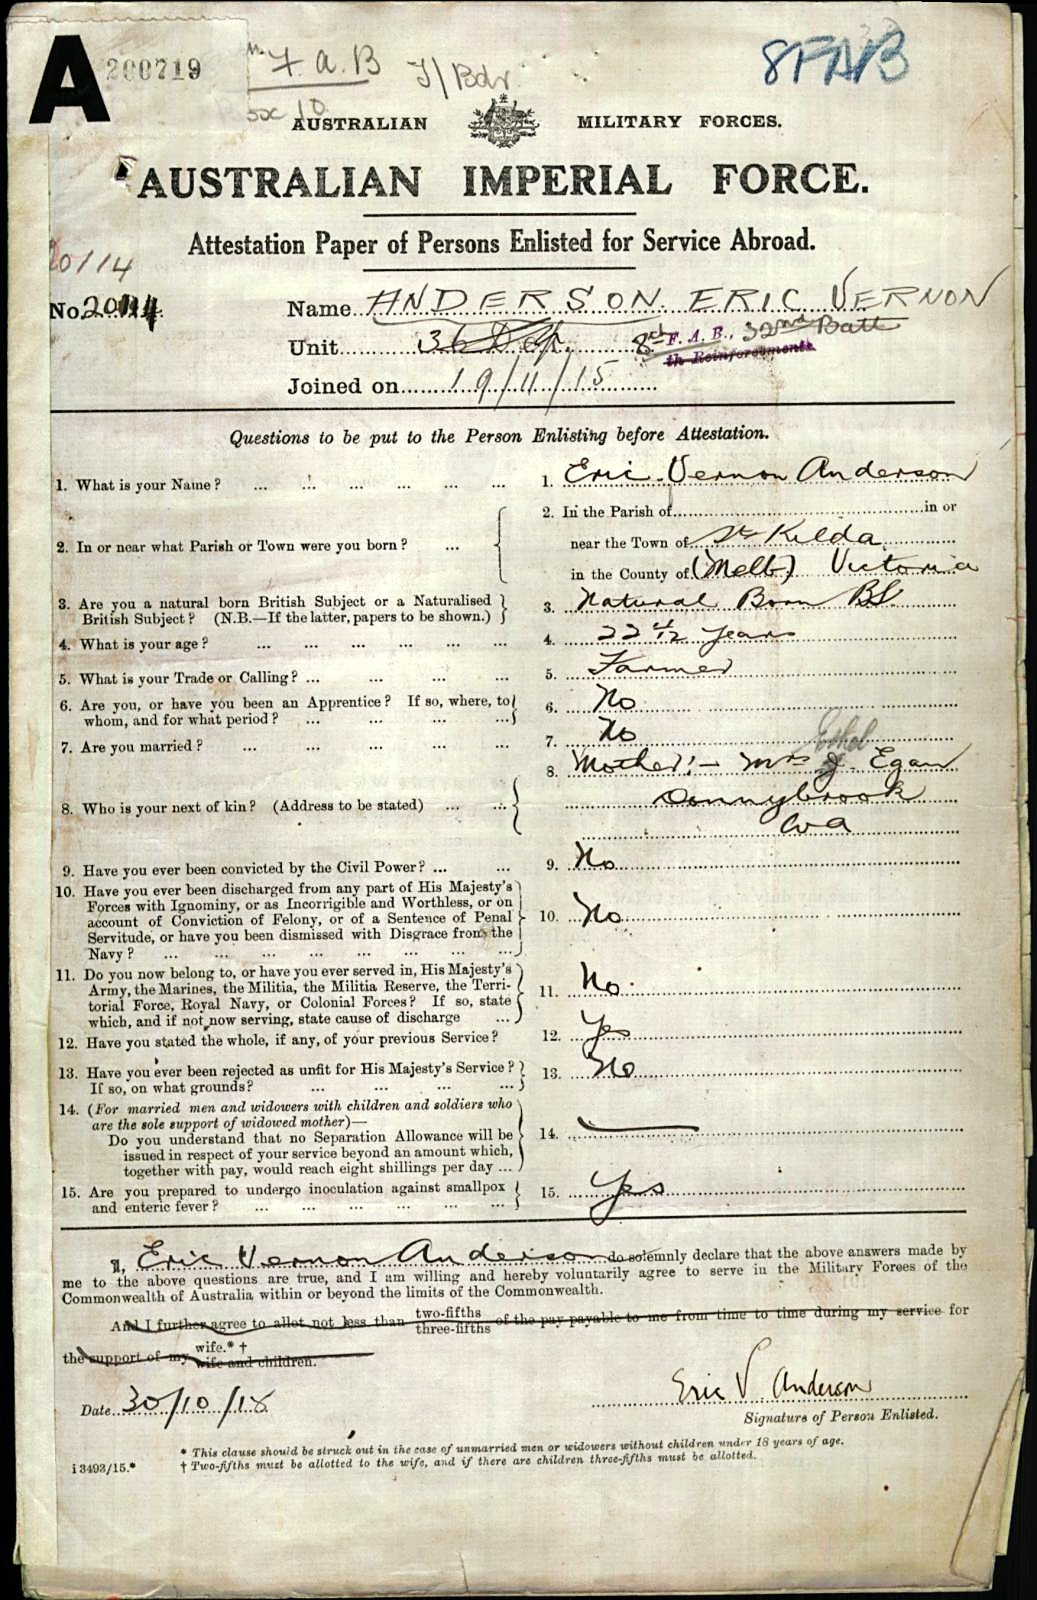 A 200719
F. A. B
T/Bdr
8FAB
Box 10
AUSTRALIAN MILITARY FORCES.
AUSTRALIAN IMPERIAL FORCE.
Attestation Paper of Persons Enlisted for Service Abroad.
20114
No. 20114 Name ANDERSON ERIC VERNON
Unit 36 Dep. 8th F. A. B., 32nd Batt
th Reinforcements
Joined on 19/11/15
Questions to be put to the Person Enlisting before Attestation.
1. What is your Name? ... 1. Eric Vernon Anderson
2. In or near what Parish or Town were you born? ... 2. In the Parish of in or
near the Town of St Kilda
in the County of (Melb) Victoria
3. Are you a natural born British Subject or a Naturalised
British Subject? (N.B.—If the latter, papers to be shown.) 3. Natural Born BS.
4. What is your age? ... 4. 22 4/12 years
5. What is your Trade or Calling? ... 5. Farmer
6. Are you, or have you been an Apprentice? If so, where, to
whom, and for what period? ... 6. No
7. Are you married? ... 7. No
Ethel
8. Who is your next of kin? (Address to be stated) ... 8. Mother:- Mrs J. Egan
Donnybrook
WA
9. Have you ever been convicted by the Civil Power? ... 9. No
10. Have you ever been discharged from any part of His Majesty's
Forces with Ignominy, or as Incorrigible and Worthless, or on
account of Conviction of Felony, or of a Sentence of Penal
Servitude, or have you been dismissed with Disgrace from the
Navy? ... 10. No
11. Do you now belong to, or have you ever served in, His Majesty's
Army, the Marines, the Militia, the Militia Reserve, the Terri-
torial Force, Royal Navy, or Colonial Forces? If so, state
which, and if not now serving, state cause of discharge ... 11. No.
12. Have you stated the whole, if any, of your previous Service? 12. Yes
13. Have you ever been rejected as unfit for His Majesty's Service?
If so, on what grounds? ... 13. No
14. (For married men and widowers with children and soldiers who
are the sole support of widowed mother)—
Do you understand that no Separation Allowance will be
issued in respect of your service beyond an amount which,
together with pay, would reach eight shillings per day ... 14.
15. Are you prepared to undergo inoculation against smallpox
and enteric fever? ... 15. Yes
I, Eric Vernon Anderson do solemnly declare that the above answers made by
me to the above questions are true, and I am willing and hereby voluntarily agree to serve in the Military Forces of the
Commonwealth of Australia within or beyond the limits of the Commonwealth.
And I further agree to allot not less than two-fifths three-fifths of the pay payable to me from time to time during my service for
the support of my wife.* † wife and children.
Date 30/10/15
Eric V. Anderson
Signature of Person Enlisted.
* This clause should be struck out in the case of unmarried men or widowers without children under 18 years of age.
i 3493/15.* † Two-fifths must be allotted to the wife, and if there are children three-fifths must be allotted.